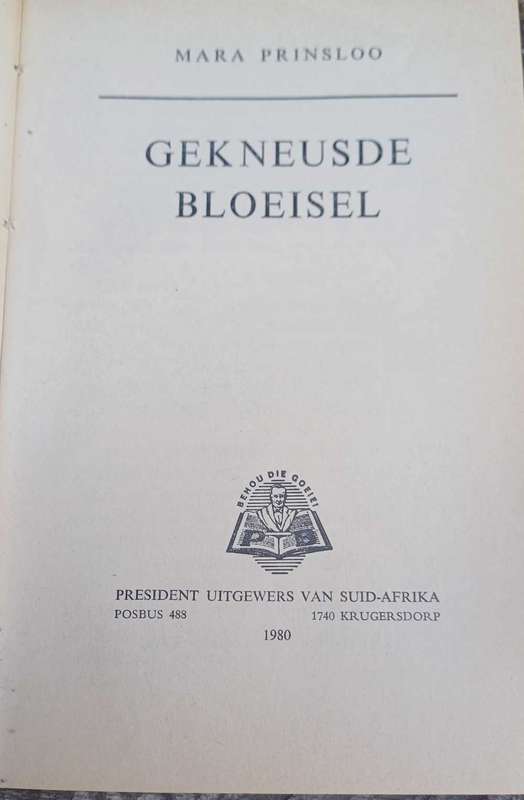 MARA PRINSLOO
GEKNEUSDE
BLOEISEL
BEHOU DIE GOEIE!
P B
PRESIDENT UITGEWERS VAN SUID-AFRIKA
POSBUS 488 1740 KRUGERSDORP
1980